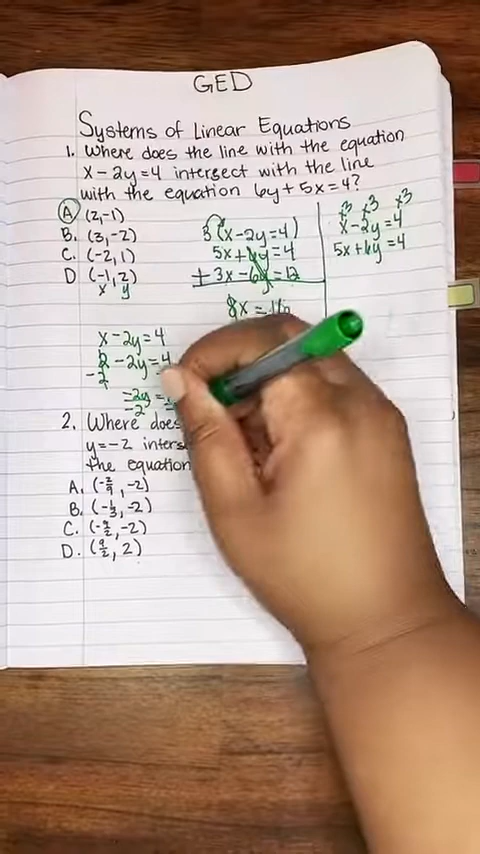 GED
Systems of Linear Equations
1. Where does the line with the equation
x - 2y = 4 intersect with the line
with the equation 6y + 5x = 4?
A (2, -1)
B. (3, -2)
C. (-2, 1)
D (-1, 2)
x y
3 (x - 2y = 4)
5x + 6y = 4
+ 3x - 6y = 12
8x = 16
x3 x3 x3
x - 2y = 4
5x + 6y = 4
x - 2y = 4
2 - 2y = 4
-2
-2y =
-2
2. Where does
y = -2
the equation
A. (-2/9, -2)
B. (-1/3, -2)
C. (-9/2, -2)
D. (9/2, 2)